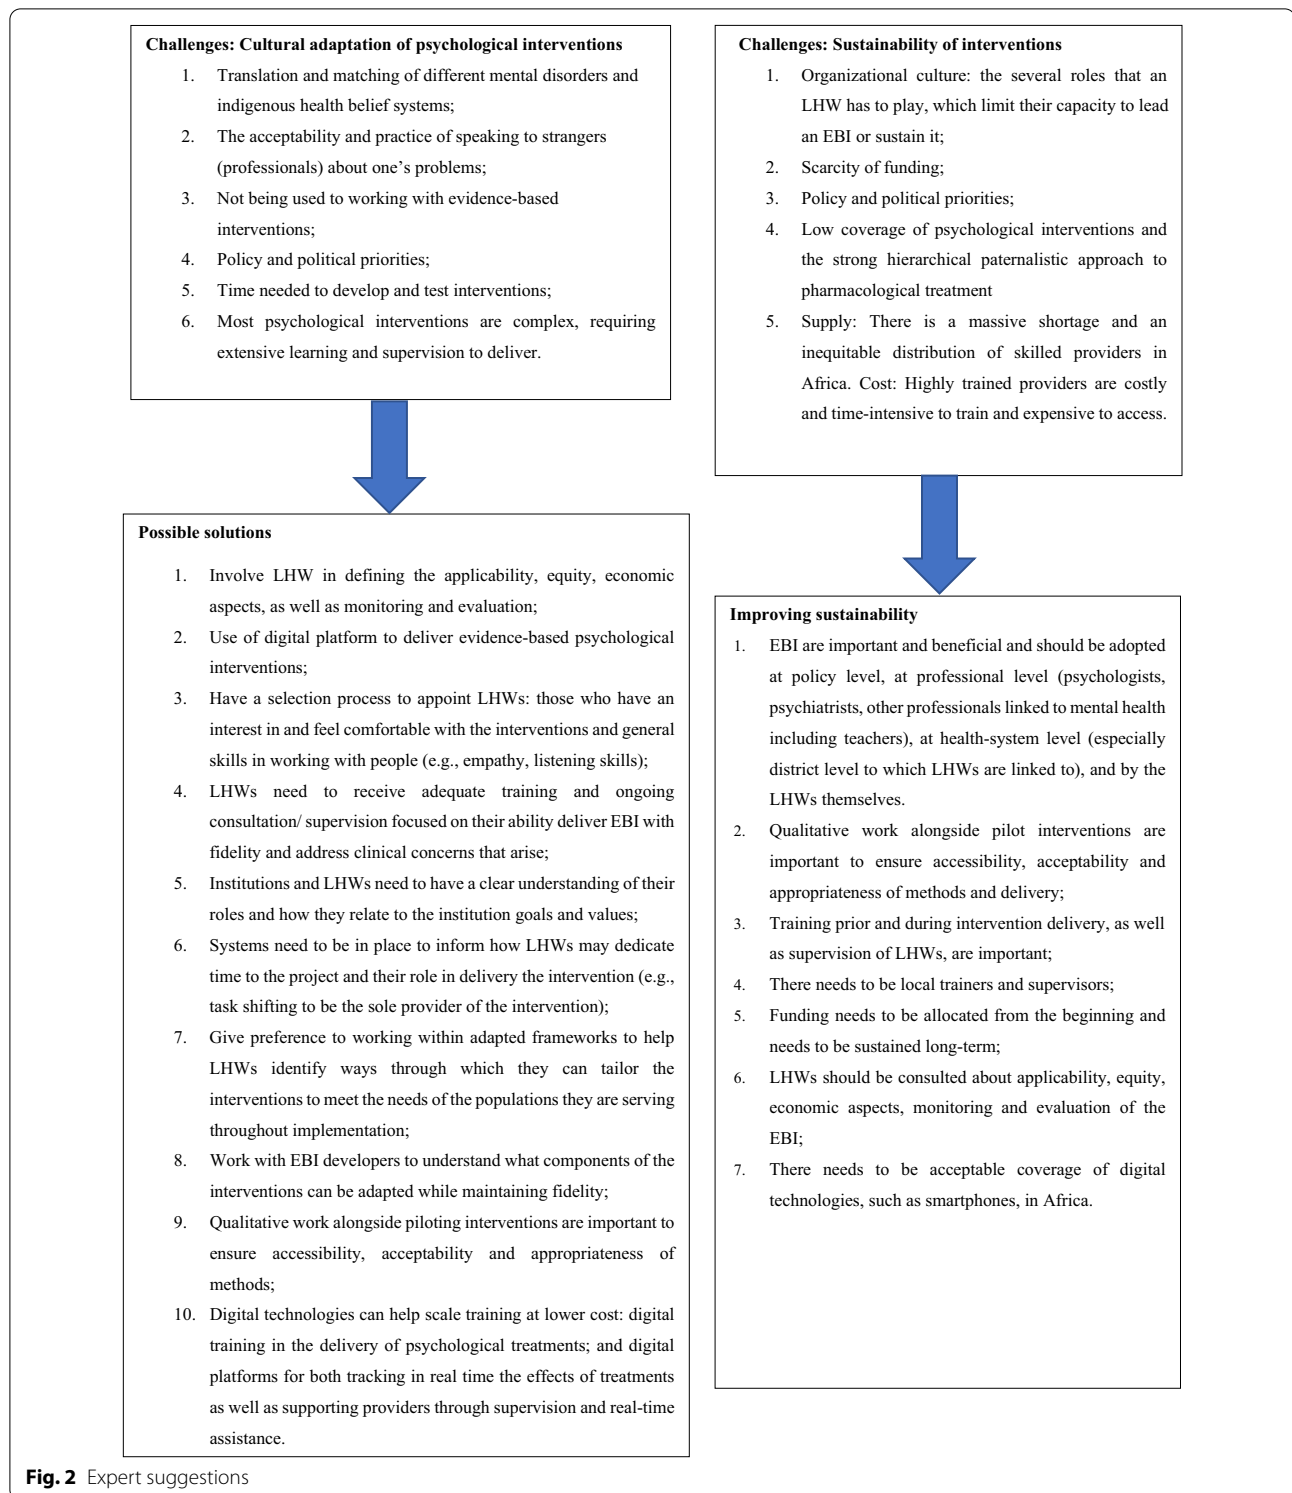 Challenges: Cultural adaptation of psychological interventions
1. Translation and matching of different mental disorders and
indigenous health belief systems;
2. The acceptability and practice of speaking to strangers
(professionals) about one's problems;
3. Not being used to working with evidence-based
interventions;
4. Policy and political priorities;
5. Time needed to develop and test interventions;
6. Most psychological interventions are complex, requiring
extensive learning and supervision to deliver.
Possible solutions
1. Involve LHW in defining the applicability, equity, economic
aspects, as well as monitoring and evaluation;
2. Use of digital platform to deliver evidence-based psychological
interventions;
3. Have a selection process to appoint LHWs: those who have an
interest in and feel comfortable with the interventions and general
skills in working with people (e.g., empathy, listening skills);
4. LHWs need to receive adequate training and ongoing
consultation/ supervision focused on their ability deliver EBI with
fidelity and address clinical concerns that arise;
5. Institutions and LHWs need to have a clear understanding of their
roles and how they relate to the institution goals and values;
6. Systems need to be in place to inform how LHWs may dedicate
time to the project and their role in delivery the intervention (e.g.,
task shifting to be the sole provider of the intervention);
7. Give preference to working within adapted frameworks to help
LHWs identify ways through which they can tailor the
interventions to meet the needs of the populations they are serving
throughout implementation;
8. Work with EBI developers to understand what components of the
interventions can be adapted while maintaining fidelity;
9. Qualitative work alongside piloting interventions are important to
ensure accessibility, acceptability and appropriateness of
methods;
10. Digital technologies can help scale training at lower cost: digital
training in the delivery of psychological treatments; and digital
platforms for both tracking in real time the effects of treatments
as well as supporting providers through supervision and real-time
assistance.
Challenges: Sustainability of interventions
1. Organizational culture: the several roles that an
LHW has to play, which limit their capacity to lead
an EBI or sustain it;
2. Scarcity of funding;
3. Policy and political priorities;
4. Low coverage of psychological interventions and
the strong hierarchical paternalistic approach to
pharmacological treatment
5. Supply: There is a massive shortage and an
inequitable distribution of skilled providers in
Africa. Cost: Highly trained providers are costly
and time-intensive to train and expensive to access.
Improving sustainability
1. EBI are important and beneficial and should be adopted
at policy level, at professional level (psychologists,
psychiatrists, other professionals linked to mental health
including teachers), at health-system level (especially
district level to which LHWs are linked to), and by the
LHWs themselves.
2. Qualitative work alongside pilot interventions are
important to ensure accessibility, acceptability and
appropriateness of methods and delivery;
3. Training prior and during intervention delivery, as well
as supervision of LHWs, are important;
4. There needs to be local trainers and supervisors;
5. Funding needs to be allocated from the beginning and
needs to be sustained long-term;
6. LHWs should be consulted about applicability, equity,
economic aspects, monitoring and evaluation of the
EBI;
7. There needs to be acceptable coverage of digital
technologies, such as smartphones, in Africa.
Fig. 2 Expert suggestions